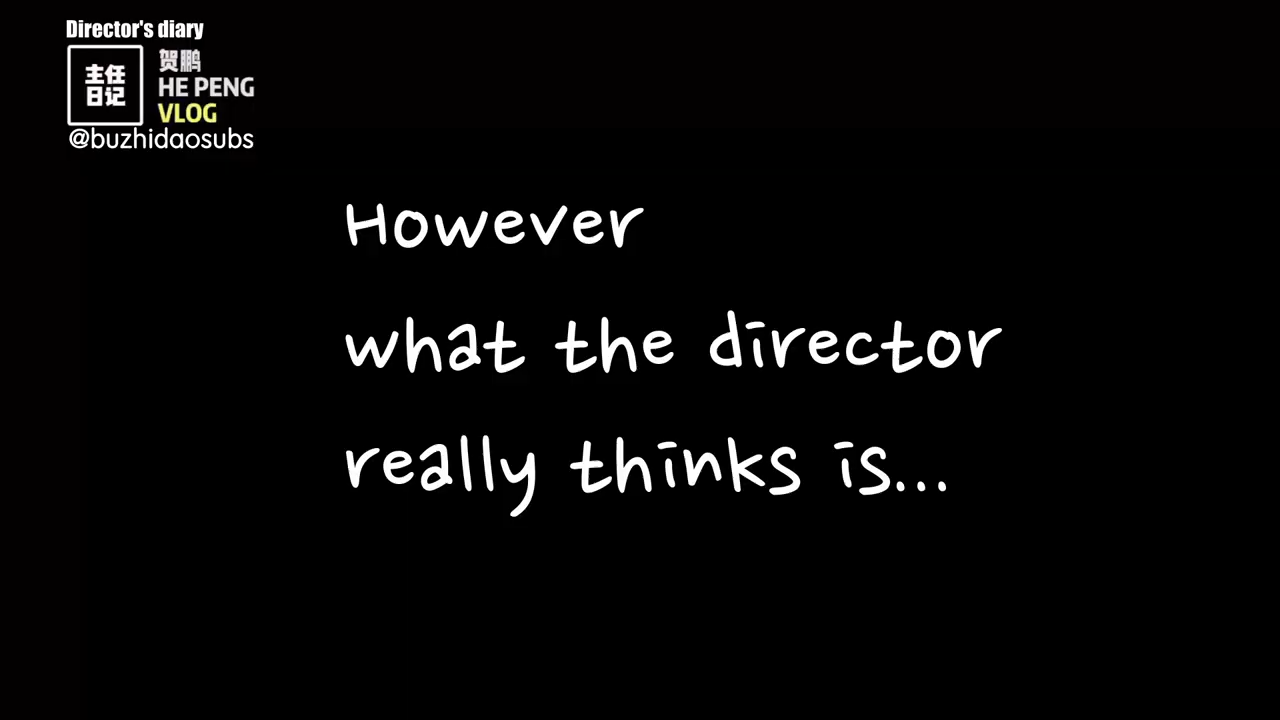 Director's diary
主任
日记
贺鹏
HE PENG
VLOG
@buzhidaosubs
However
what the director
really thinks is...